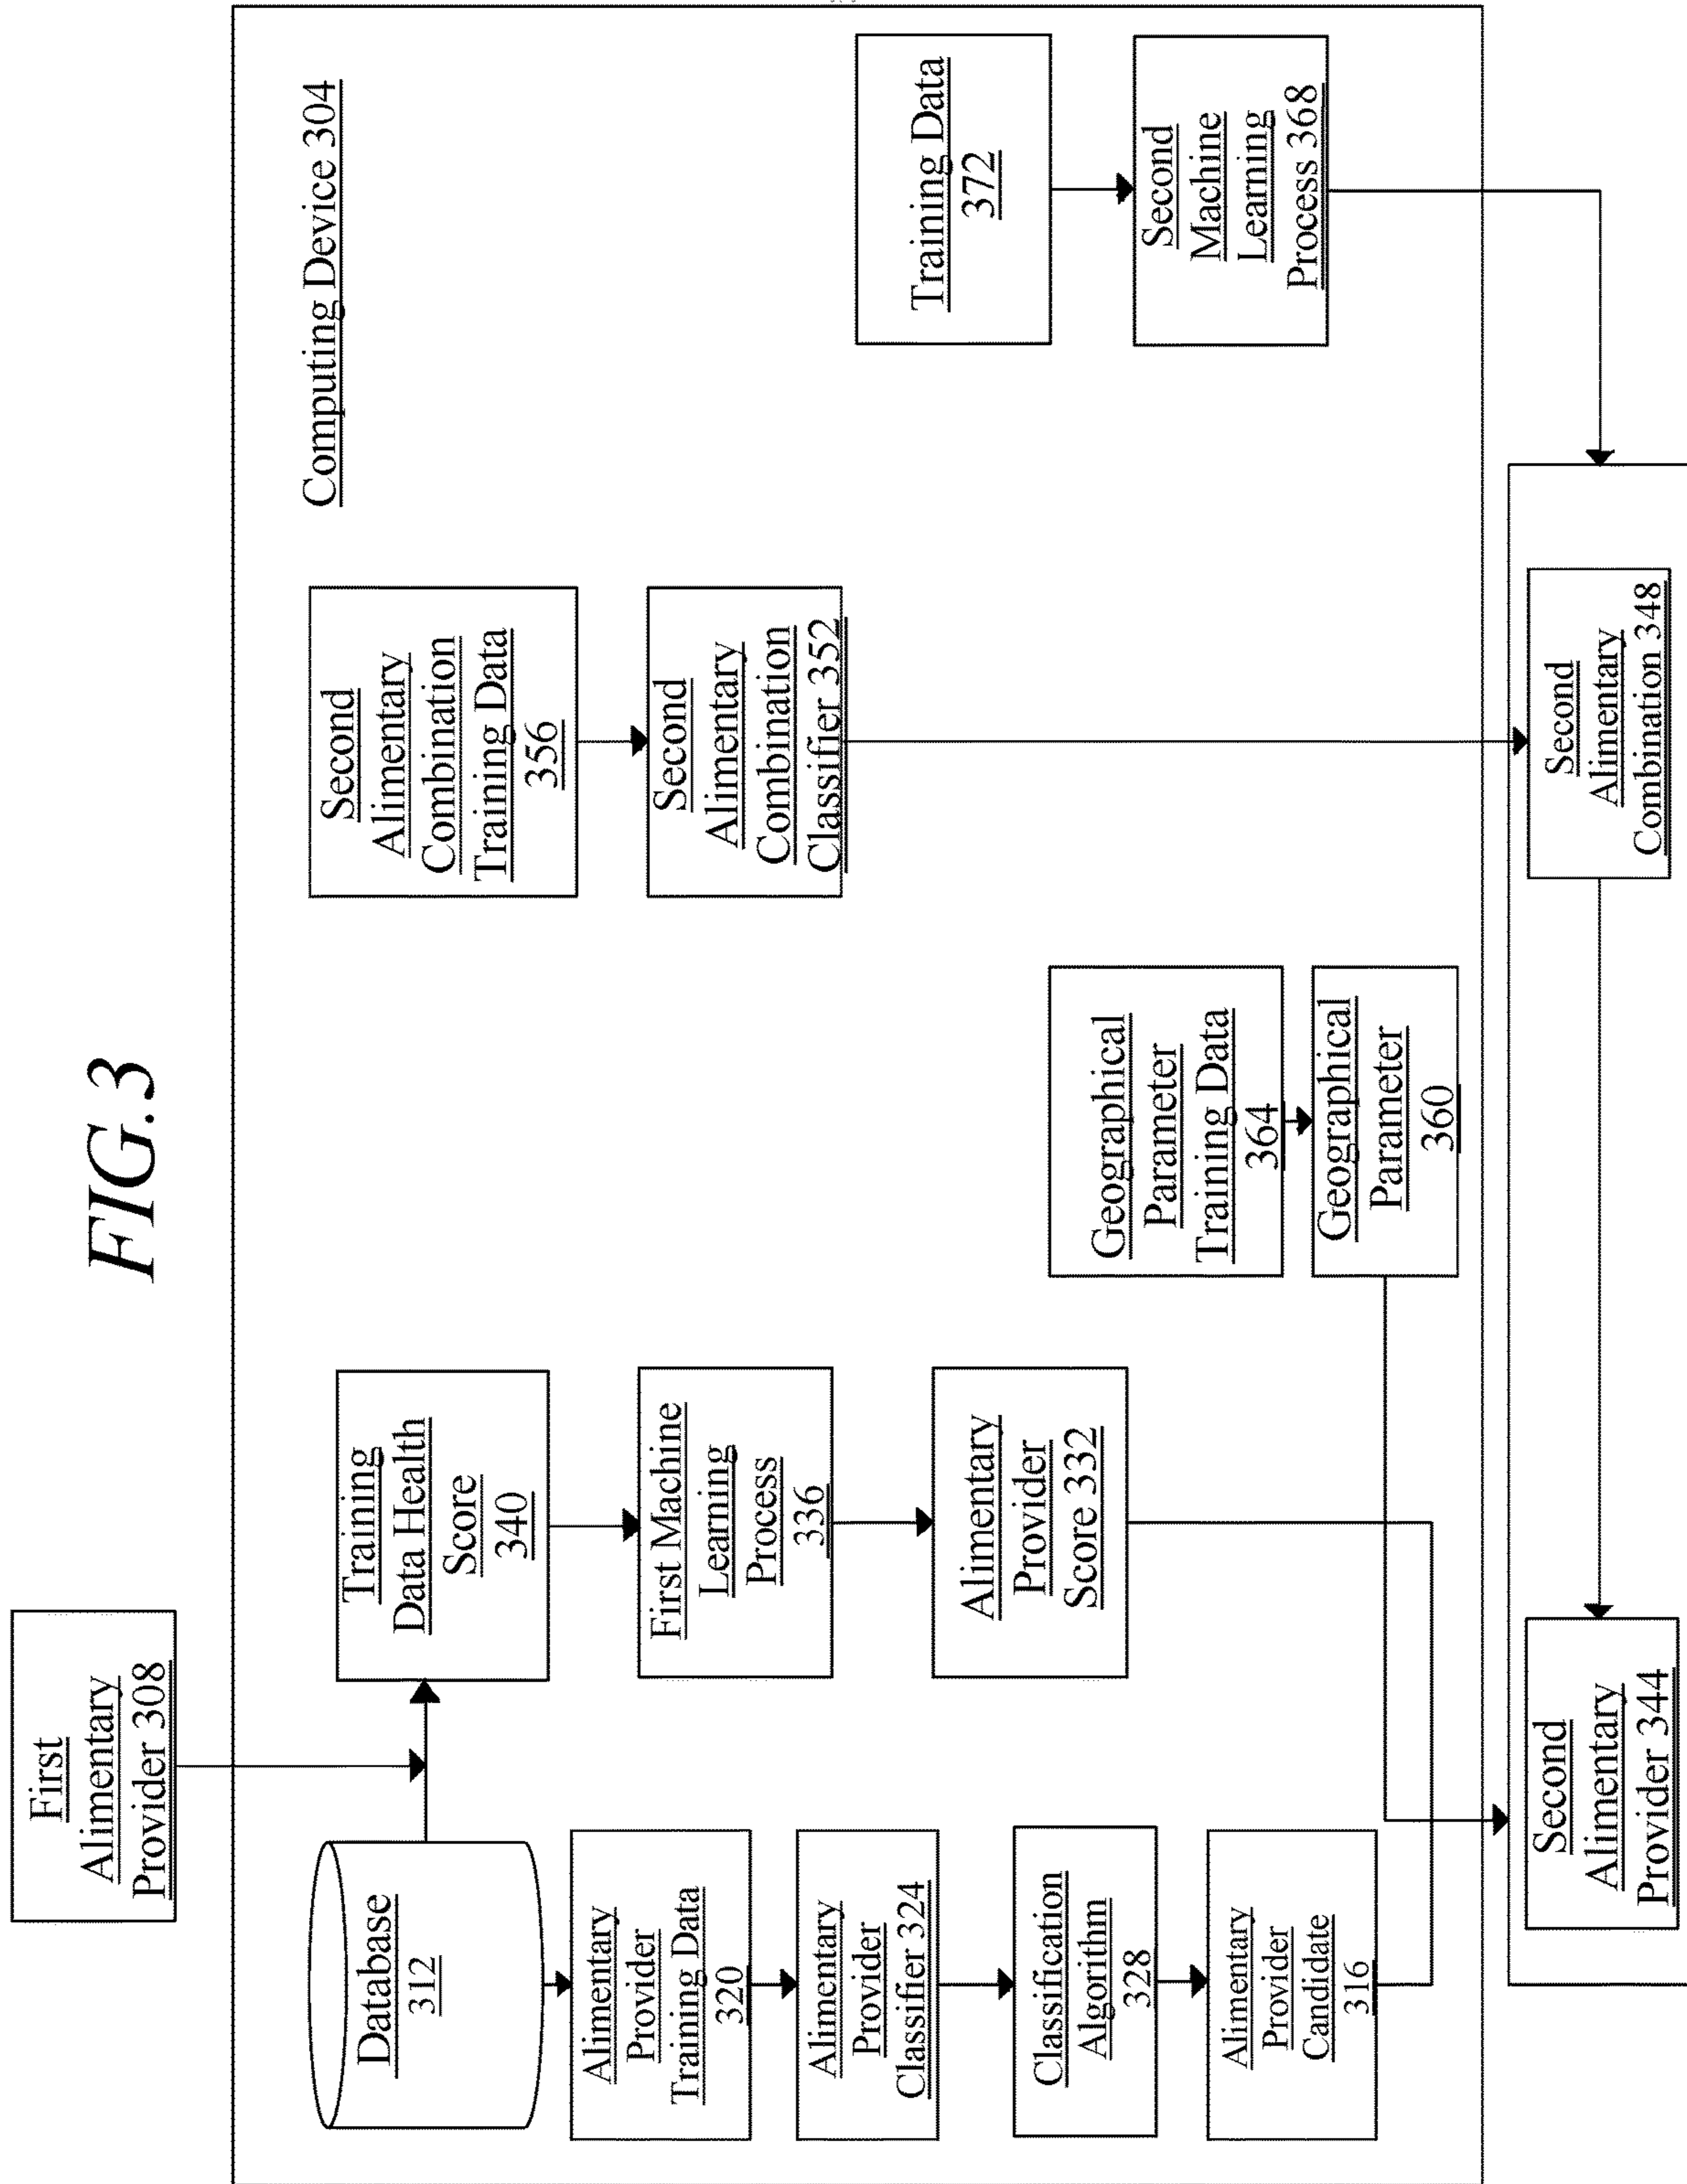 FIG.3
First
Alimentary
Provider 308
Computing Device 304
Database
312
Alimentary
Provider
Training Data
320
Alimentary
Provider
Classifier 324
Classification
Algorithm
328
Alimentary
Provider
Candidate
316
Training
Data Health
Score
340
First Machine
Learning
Process
336
Alimentary
Provider
Score 332
Geographical
Parameter
Training Data
364
Geographical
Parameter
360
Second
Alimentary
Combination
Training Data
356
Second
Alimentary
Combination
Classifier 352
Training Data
372
Second
Machine
Learning
Process 368
Second
Alimentary
Provider 344
Second
Alimentary
Combination 348